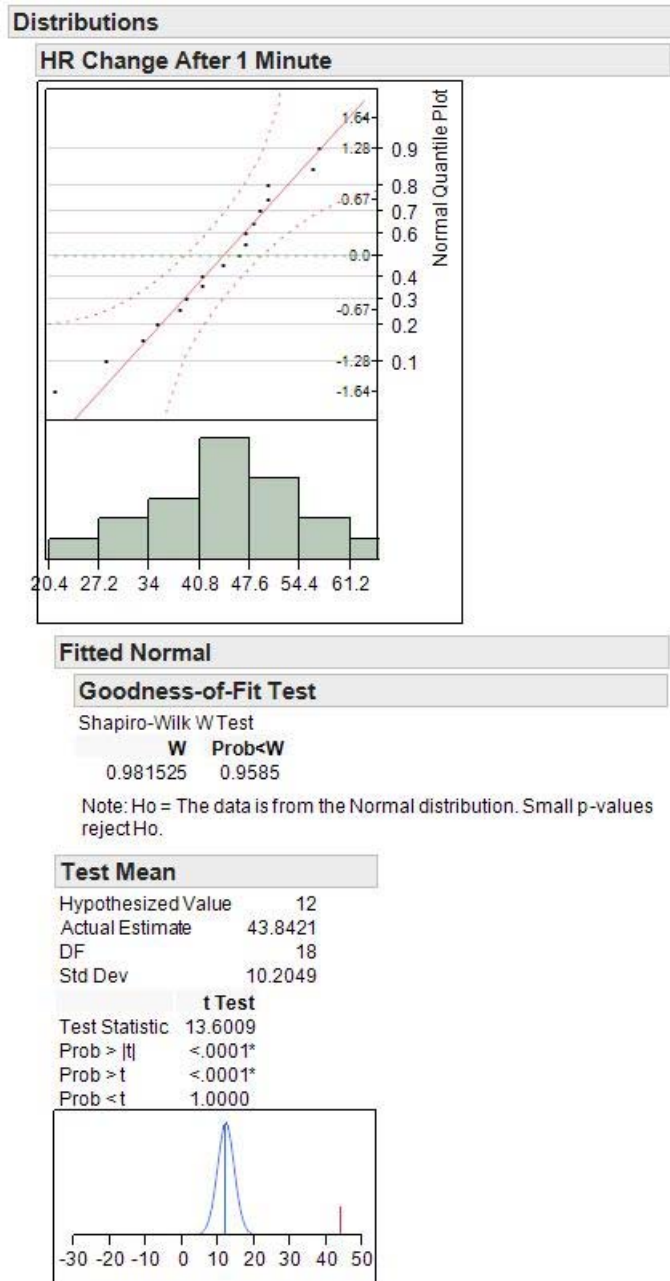 Distributions
HR Change After 1 Minute
1.64
1.28 0.9
0.8
0.67
0.7
0.6
0.0
0.4
0.3
-0.67
0.2
-1.28 0.1
-1.64
Normal Quantile Plot
20.4 27.2 34 40.8 47.6 54.4 61.2
Fitted Normal
Goodness-of-Fit Test
Shapiro-Wilk W Test
W Prob<W
0.981525 0.9585
Note: Ho = The data is from the Normal distribution. Small p-values
reject Ho.
Test Mean
Hypothesized Value 12
Actual Estimate 43.8421
DF 18
Std Dev 10.2049
t Test
Test Statistic 13.6009
Prob > |t| <.0001*
Prob > t <.0001*
Prob < t 1.0000
-30 -20 -10 0 10 20 30 40 50